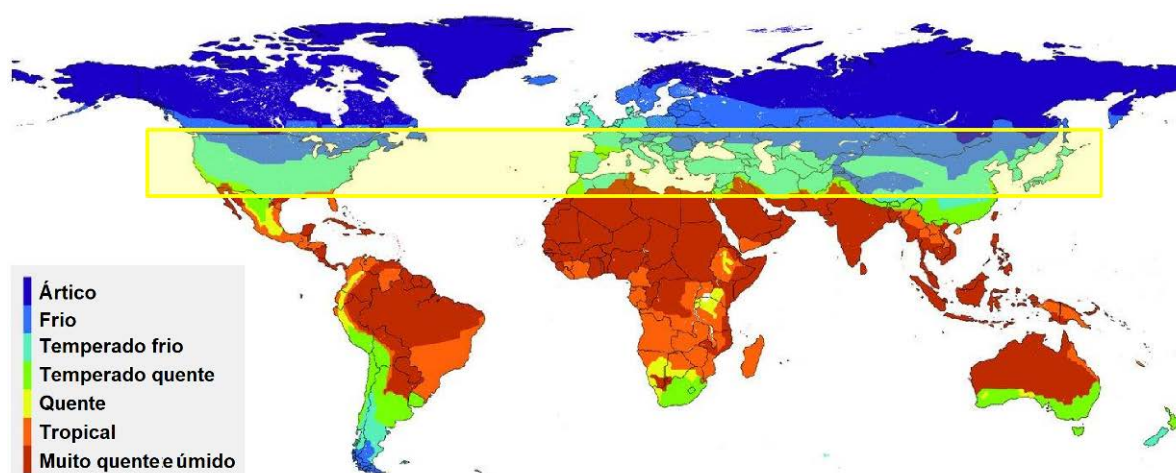 Ártico
Frio
Temperado frio
Temperado quente
Quente
Tropical
Muito quente e úmido